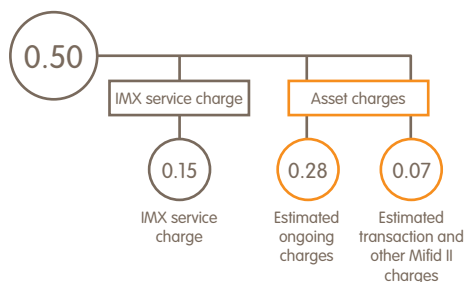 0.50
IMX service charge
Asset charges
0.15
0.28
0.07
IMX service
charge
Estimated
ongoing
charges
Estimated
transaction and
other Mifid II
charges